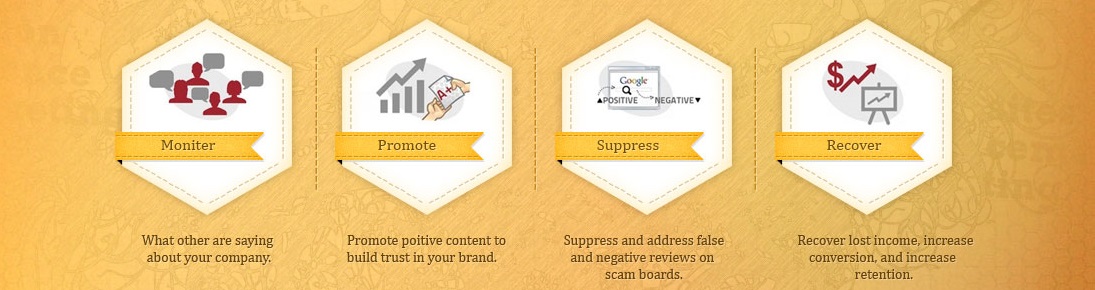 Google
A+
POSITIVE NEGATIVE
$
Moniter
Promote
Suppress
Recover
What other are saying
about your company.
Promote poitive content to
build trust in your brand.
Suppress and address false
and negative reviews on
scam boards.
Recover lost income, increase
conversion, and increase
retention.